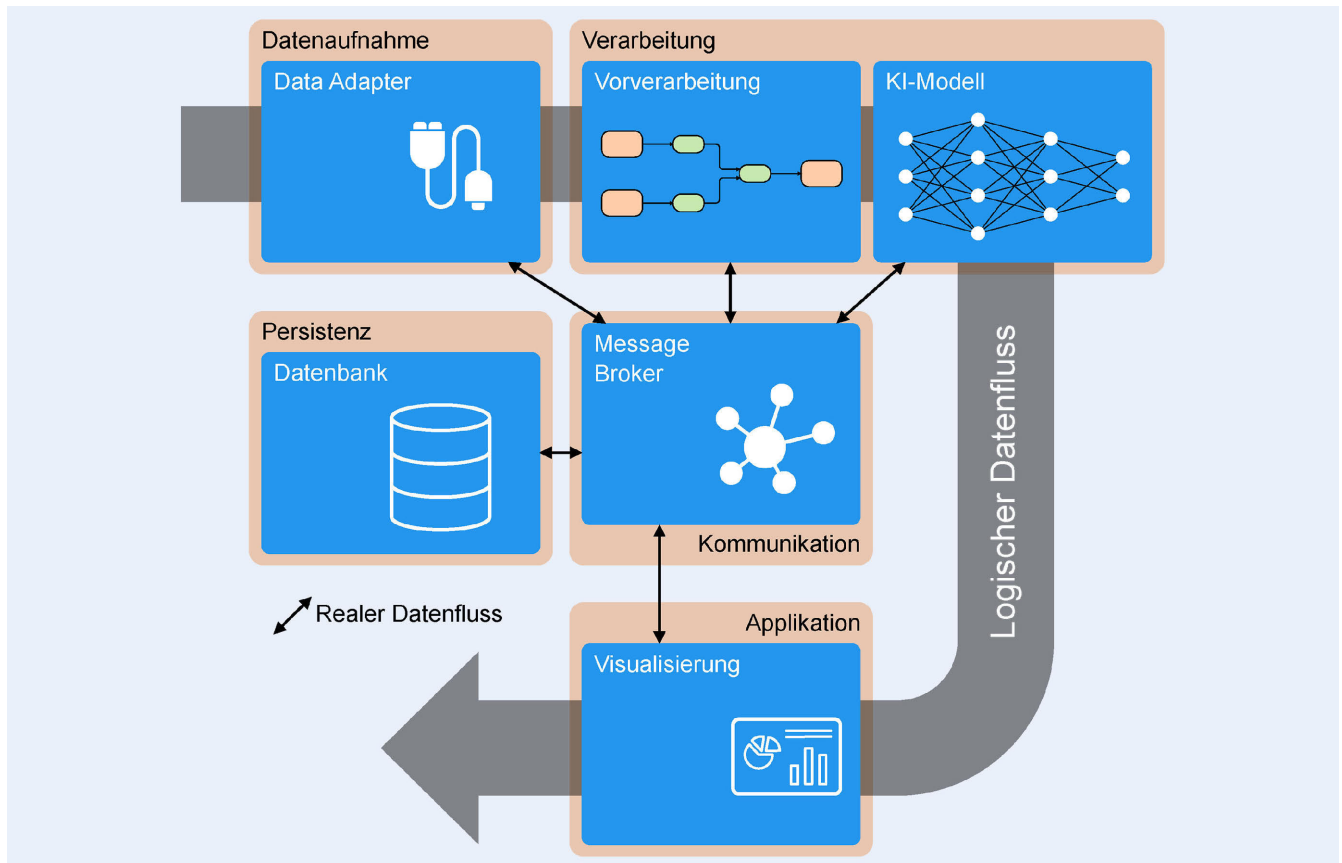 Datenaufnahme
Data Adapter
Verarbeitung
Vorverarbeitung
KI-Modell
Persistenz
Datenbank
Message
Broker
Kommunikation
Logischer Datenfluss
Realer Datenfluss
Applikation
Visualisierung